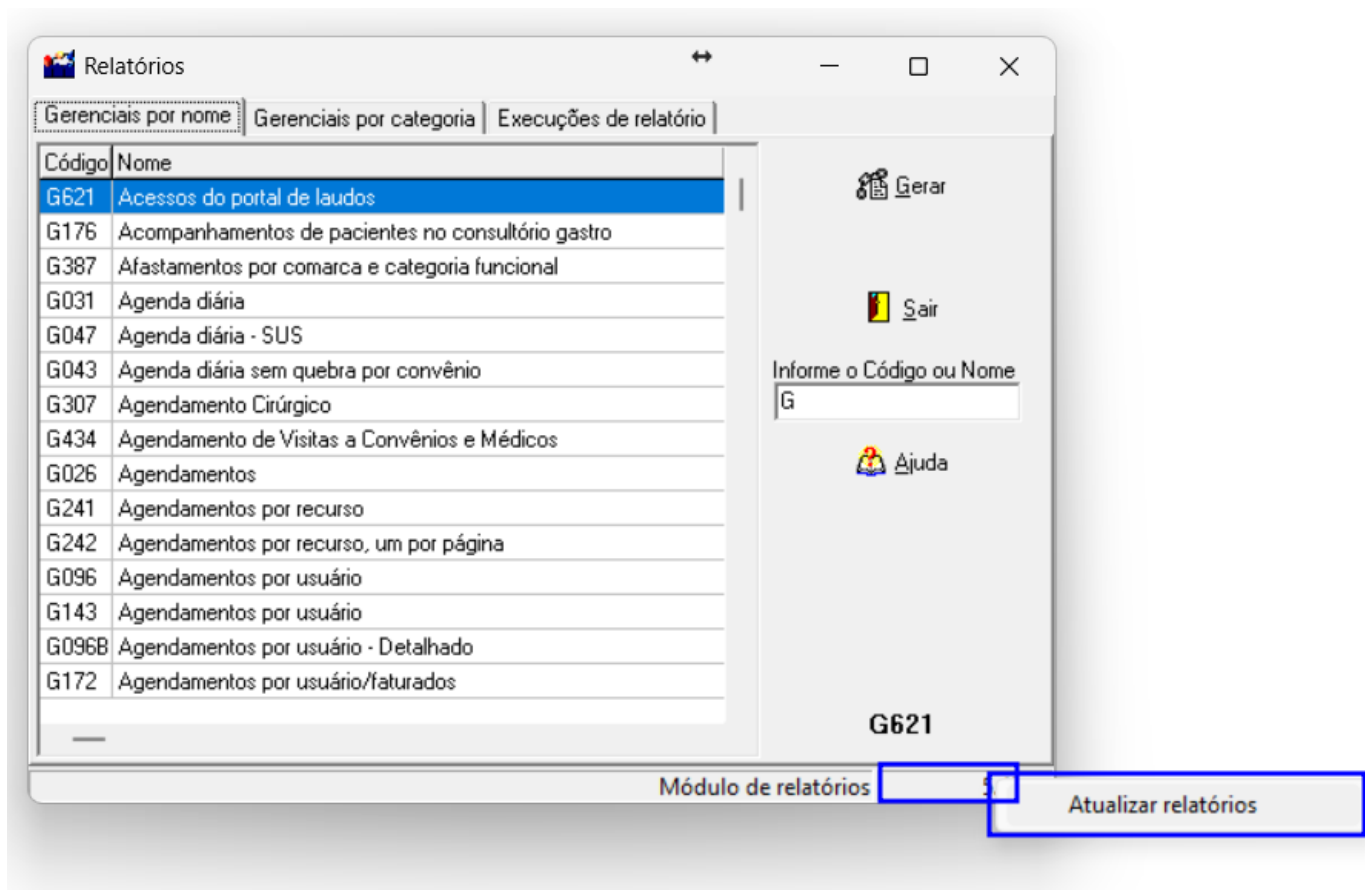 Relatórios
Gerenciais por nome Gerenciais por categoria Execuções de relatório
Código Nome
G621 Acessos do portal de laudos
G176 Acompanhamentos de pacientes no consultório gastro
G387 Afastamentos por comarca e categoria funcional
G031 Agenda diária
G047 Agenda diária - SUS
G043 Agenda diária sem quebra por convênio
G307 Agendamento Cirúrgico
G434 Agendamento de Visitas a Convênios e Médicos
G026 Agendamentos
G241 Agendamentos por recurso
G242 Agendamentos por recurso, um por página
G096 Agendamentos por usuário
G143 Agendamentos por usuário
G096B Agendamentos por usuário - Detalhado
G172 Agendamentos por usuário/faturados
Gerar
Sair
Informe o Código ou Nome
G
Ajuda
G621
Módulo de relatórios
Atualizar relatórios